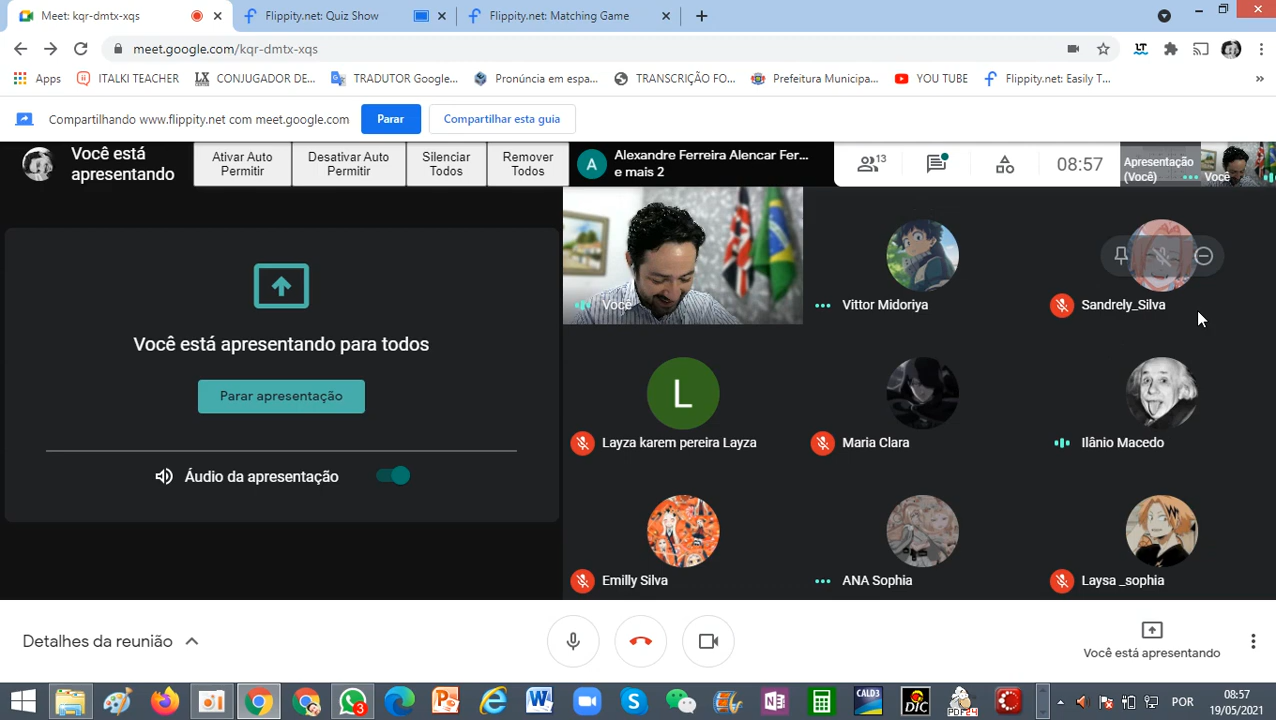 Meet: kqr-dmtx-xqs
Flippity.net: Quiz Show
Flippity.net: Matching Game
meet.google.com/kqr-dmtx-xqs
Apps
ITALKI TEACHER
CONJUGADOR DE...
TRADUTOR Google...
Pronúncia em espa...
TRANSCRIÇÃO FO...
Prefeitura Municipa...
YOU TUBE
Flippity.net: Easily T...
Compartilhando www.flippity.net com meet.google.com
Parar
Compartilhar esta guia
Você está
apresentando
Ativar Auto
Permitir
Desativar Auto
Permitir
Silenciar
Todos
Remover
Todos
A
Alexandre Ferreira Alencar Fer...
e mais 2
13
08:57
Apresentação
(Você)
Você
Você está apresentando para todos
Parar apresentação
Áudio da apresentação
Você
Vittor Midoriya
Sandrely_Silva
L
Layza karem pereira Layza
Maria Clara
Ilânio Macedo
Emilly Silva
ANA Sophia
Laysa _sophia
Detalhes da reunião
Você está apresentando
3
CALD3
DIC
PDF24
POR
08:57
19/05/2021